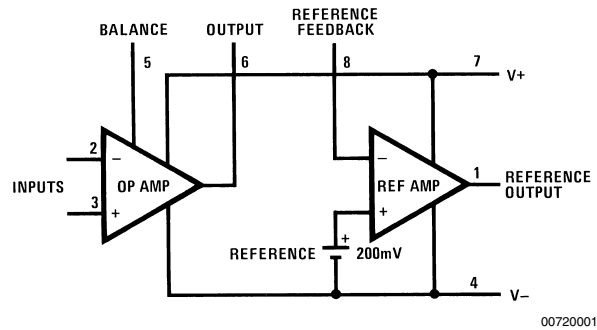 BALANCE
OUTPUT
REFERENCE
FEEDBACK
5
6
8
7
V+
2
−
INPUTS
OP AMP
3
+
−
REF AMP
+
1
REFERENCE
OUTPUT
REFERENCE
+
200mV
4
V−
00720001